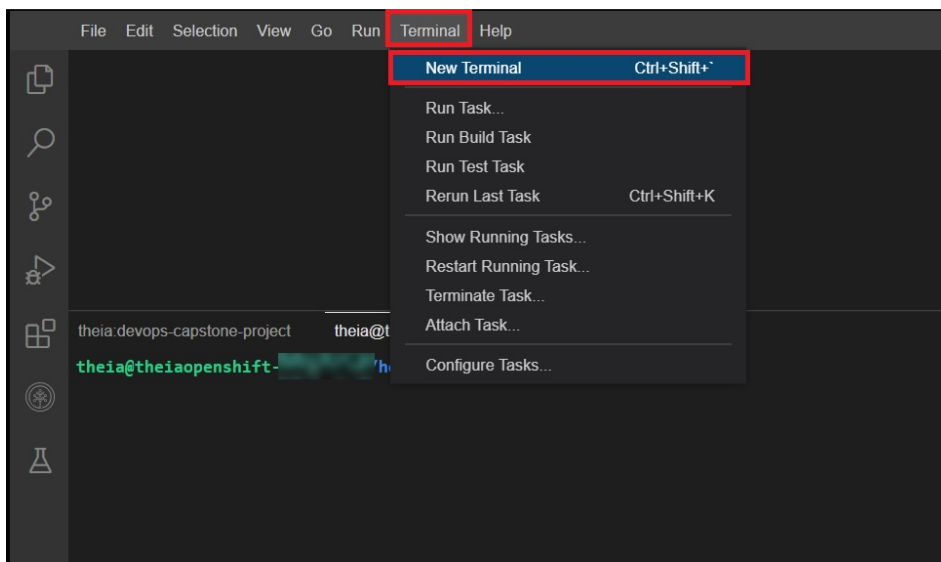 File Edit Selection View Go Run Terminal Help
New Terminal Ctrl+Shift+`
Run Task...
Run Build Task
Run Test Task
Rerun Last Task Ctrl+Shift+K
Show Running Tasks...
Restart Running Task...
Terminate Task...
Attach Task...
Configure Tasks...
theia:devops-capstone-project theia@t
theia@theiaopenshift- /h